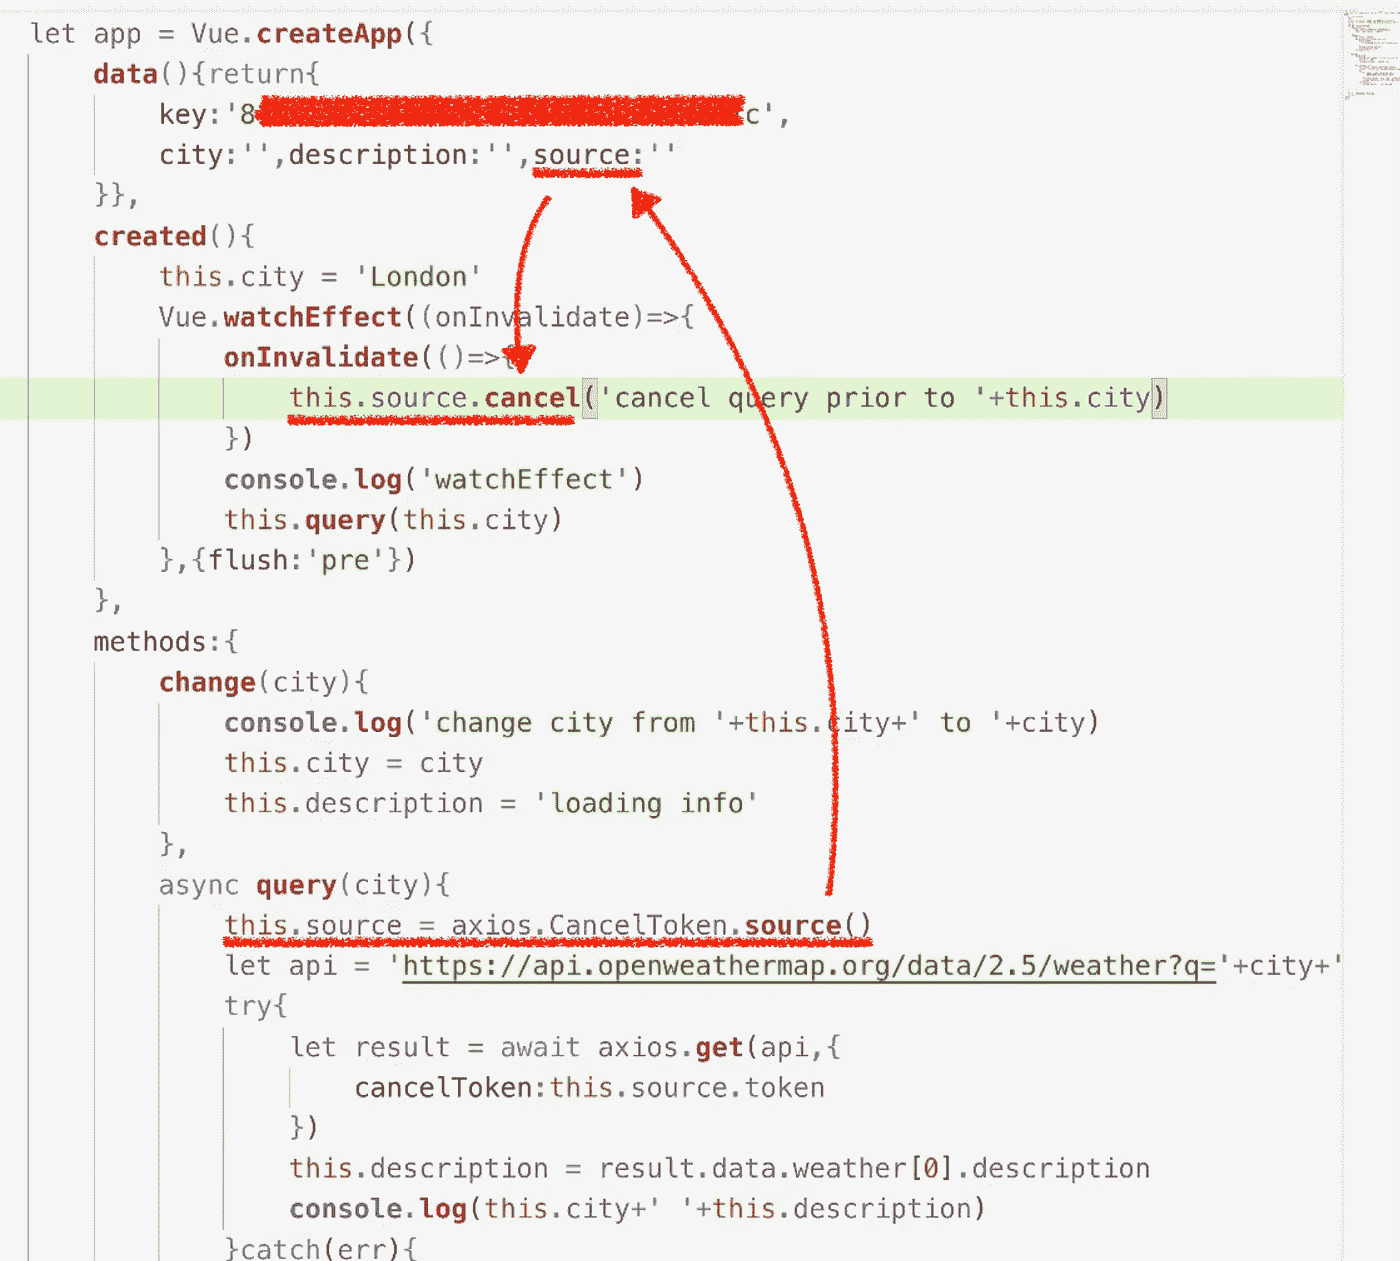 let app = Vue.createApp({
data(){return{
key:'8c',
city:'',description:'',source:''
}},
created(){
this.city = 'London'
Vue.watchEffect((onInvalidate)=>{
onInvalidate(()=>{
this.source.cancel('cancel query prior to '+this.city)
})
console.log('watchEffect')
this.query(this.city)
},{flush:'pre'})
},
methods:{
change(city){
console.log('change city from '+this.city+' to '+city)
this.city = city
this.description = 'loading info'
},
async query(city){
this.source = axios.CancelToken.source()
let api = 'https://api.openweathermap.org/data/2.5/weather?q='+city+'
try{
let result = await axios.get(api,{
cancelToken:this.source.token
})
this.description = result.data.weather[0].description
console.log(this.city+' '+this.description)
}catch(err){